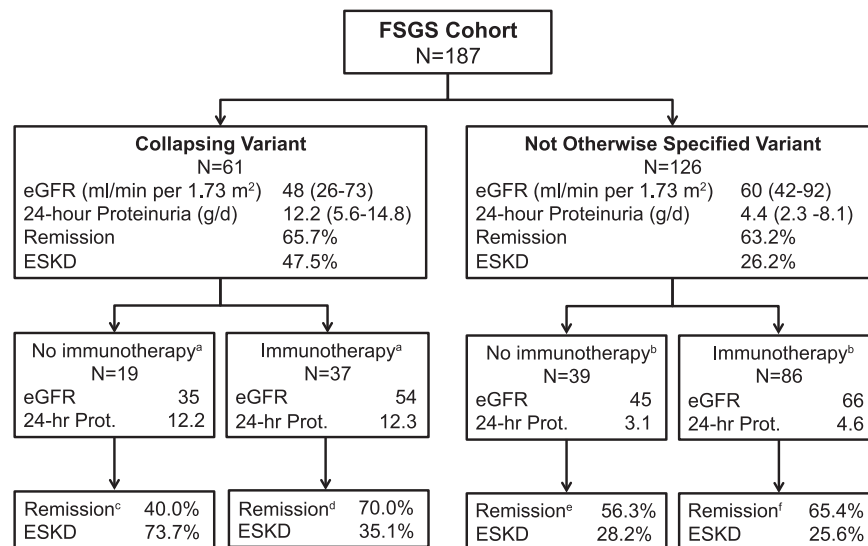 FSGS Cohort
N=187
Collapsing Variant
N=61
eGFR (ml/min per 1.73 m²) 48 (26-73)
24-hour Proteinuria (g/d) 12.2 (5.6-14.8)
Remission 65.7%
ESKD 47.5%
Not Otherwise Specified Variant
N=126
eGFR (ml/min per 1.73 m²) 60 (42-92)
24-hour Proteinuria (g/d) 4.4 (2.3 -8.1)
Remission 63.2%
ESKD 26.2%
No immunotherapyᵃ
N=19
eGFR 35
24-hr Prot. 12.2
Immunotherapyᵃ
N=37
eGFR 54
24-hr Prot. 12.3
No immunotherapyᵇ
N=39
eGFR 45
24-hr Prot. 3.1
Immunotherapyᵇ
N=86
eGFR 66
24-hr Prot. 4.6
Remissionᶜ 40.0%
ESKD 73.7%
Remissionᵈ 70.0%
ESKD 35.1%
Remissionᵉ 56.3%
ESKD 28.2%
Remissionᶠ 65.4%
ESKD 25.6%